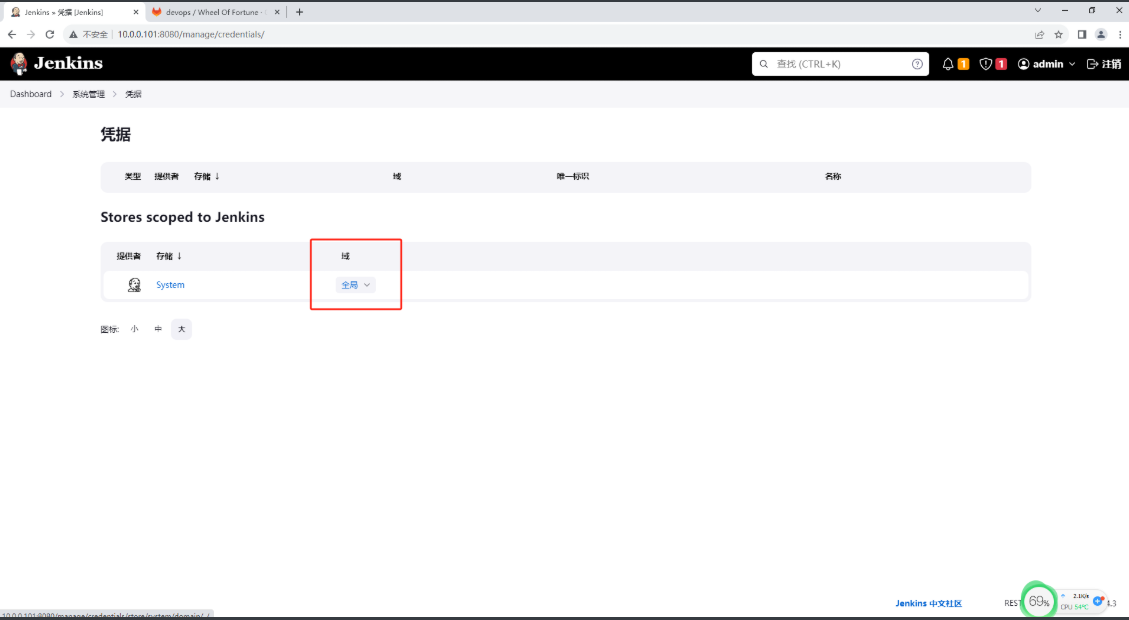 Jenkins » 凭据 [Jenkins]
devops / Wheel Of Fortune ·
不安全 10.0.0.101:8080/manage/credentials/
Jenkins
查找 (CTRL+K)
1
1
admin
注销
Dashboard
系统管理
凭据
凭据
类型 提供者 存储 ↓ 域 唯一标识 名称
Stores scoped to Jenkins
提供者 存储 ↓ 域
System 全局
图标: 小 中 大
Jenkins 中文社区
REST
4.3
69%
CPU 54°C
10.0.0.101:8080/manage/credentials/store/system/domain/_/